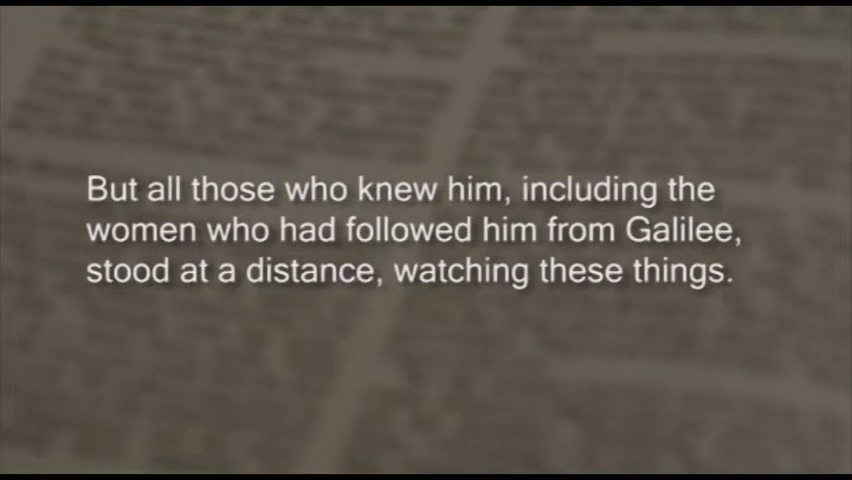 But all those who knew him, including the
women who had followed him from Galilee,
stood at a distance, watching these things.